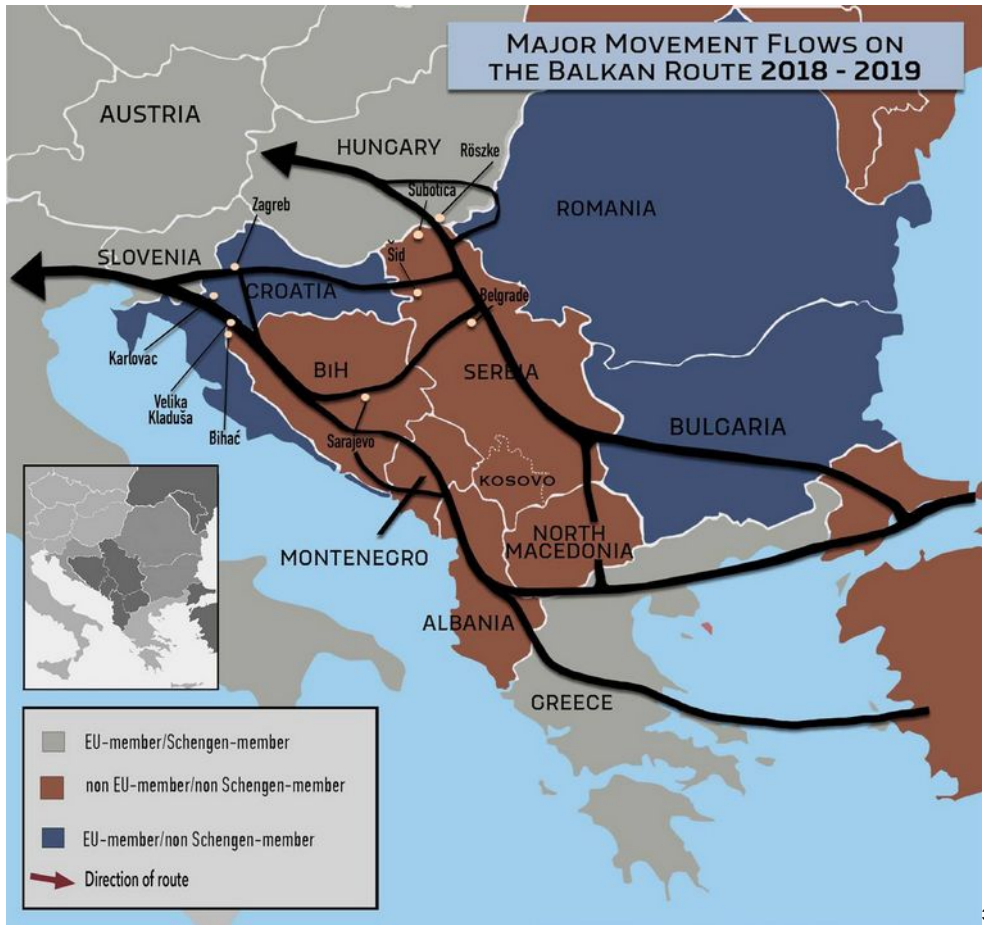 MAJOR MOVEMENT FLOWS ON
THE BALKAN ROUTE 2018 - 2019
AUSTRIA
HUNGARY
Röszke
Subotica
Zagreb
ROMANIA
SLOVENIA
Šid
CROATIA
Belgrade
Karlovac
BiH
SERBIA
Velika
Kladuša
Bihać
Sarajevo
BULGARIA
KOSOVO
MONTENEGRO
NORTH
MACEDONIA
ALBANIA
GREECE
EU-member/Schengen-member
non EU-member/non Schengen-member
EU-member/non Schengen-member
Direction of route